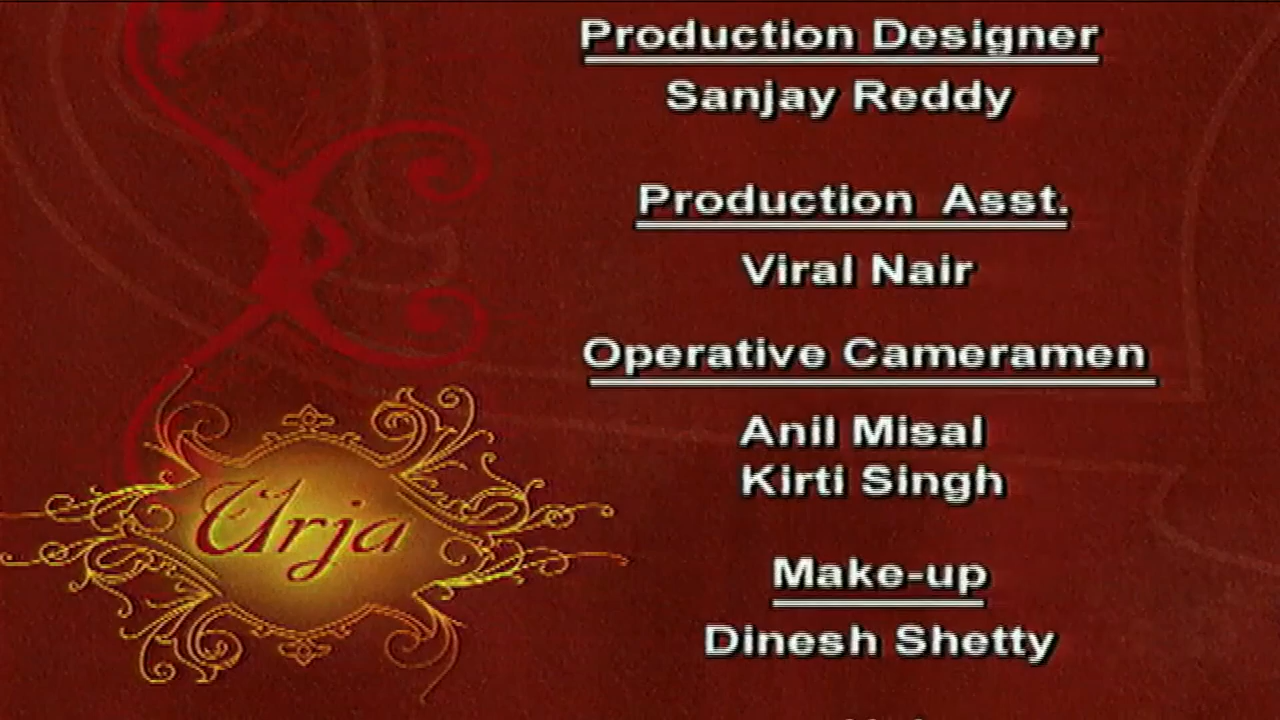 Production Designer
Sanjay Reddy
Production Asst.
Viral Nair
Operative Cameramen
Anil Misal
Kirti Singh
Urja
Make-up
Dinesh Shetty